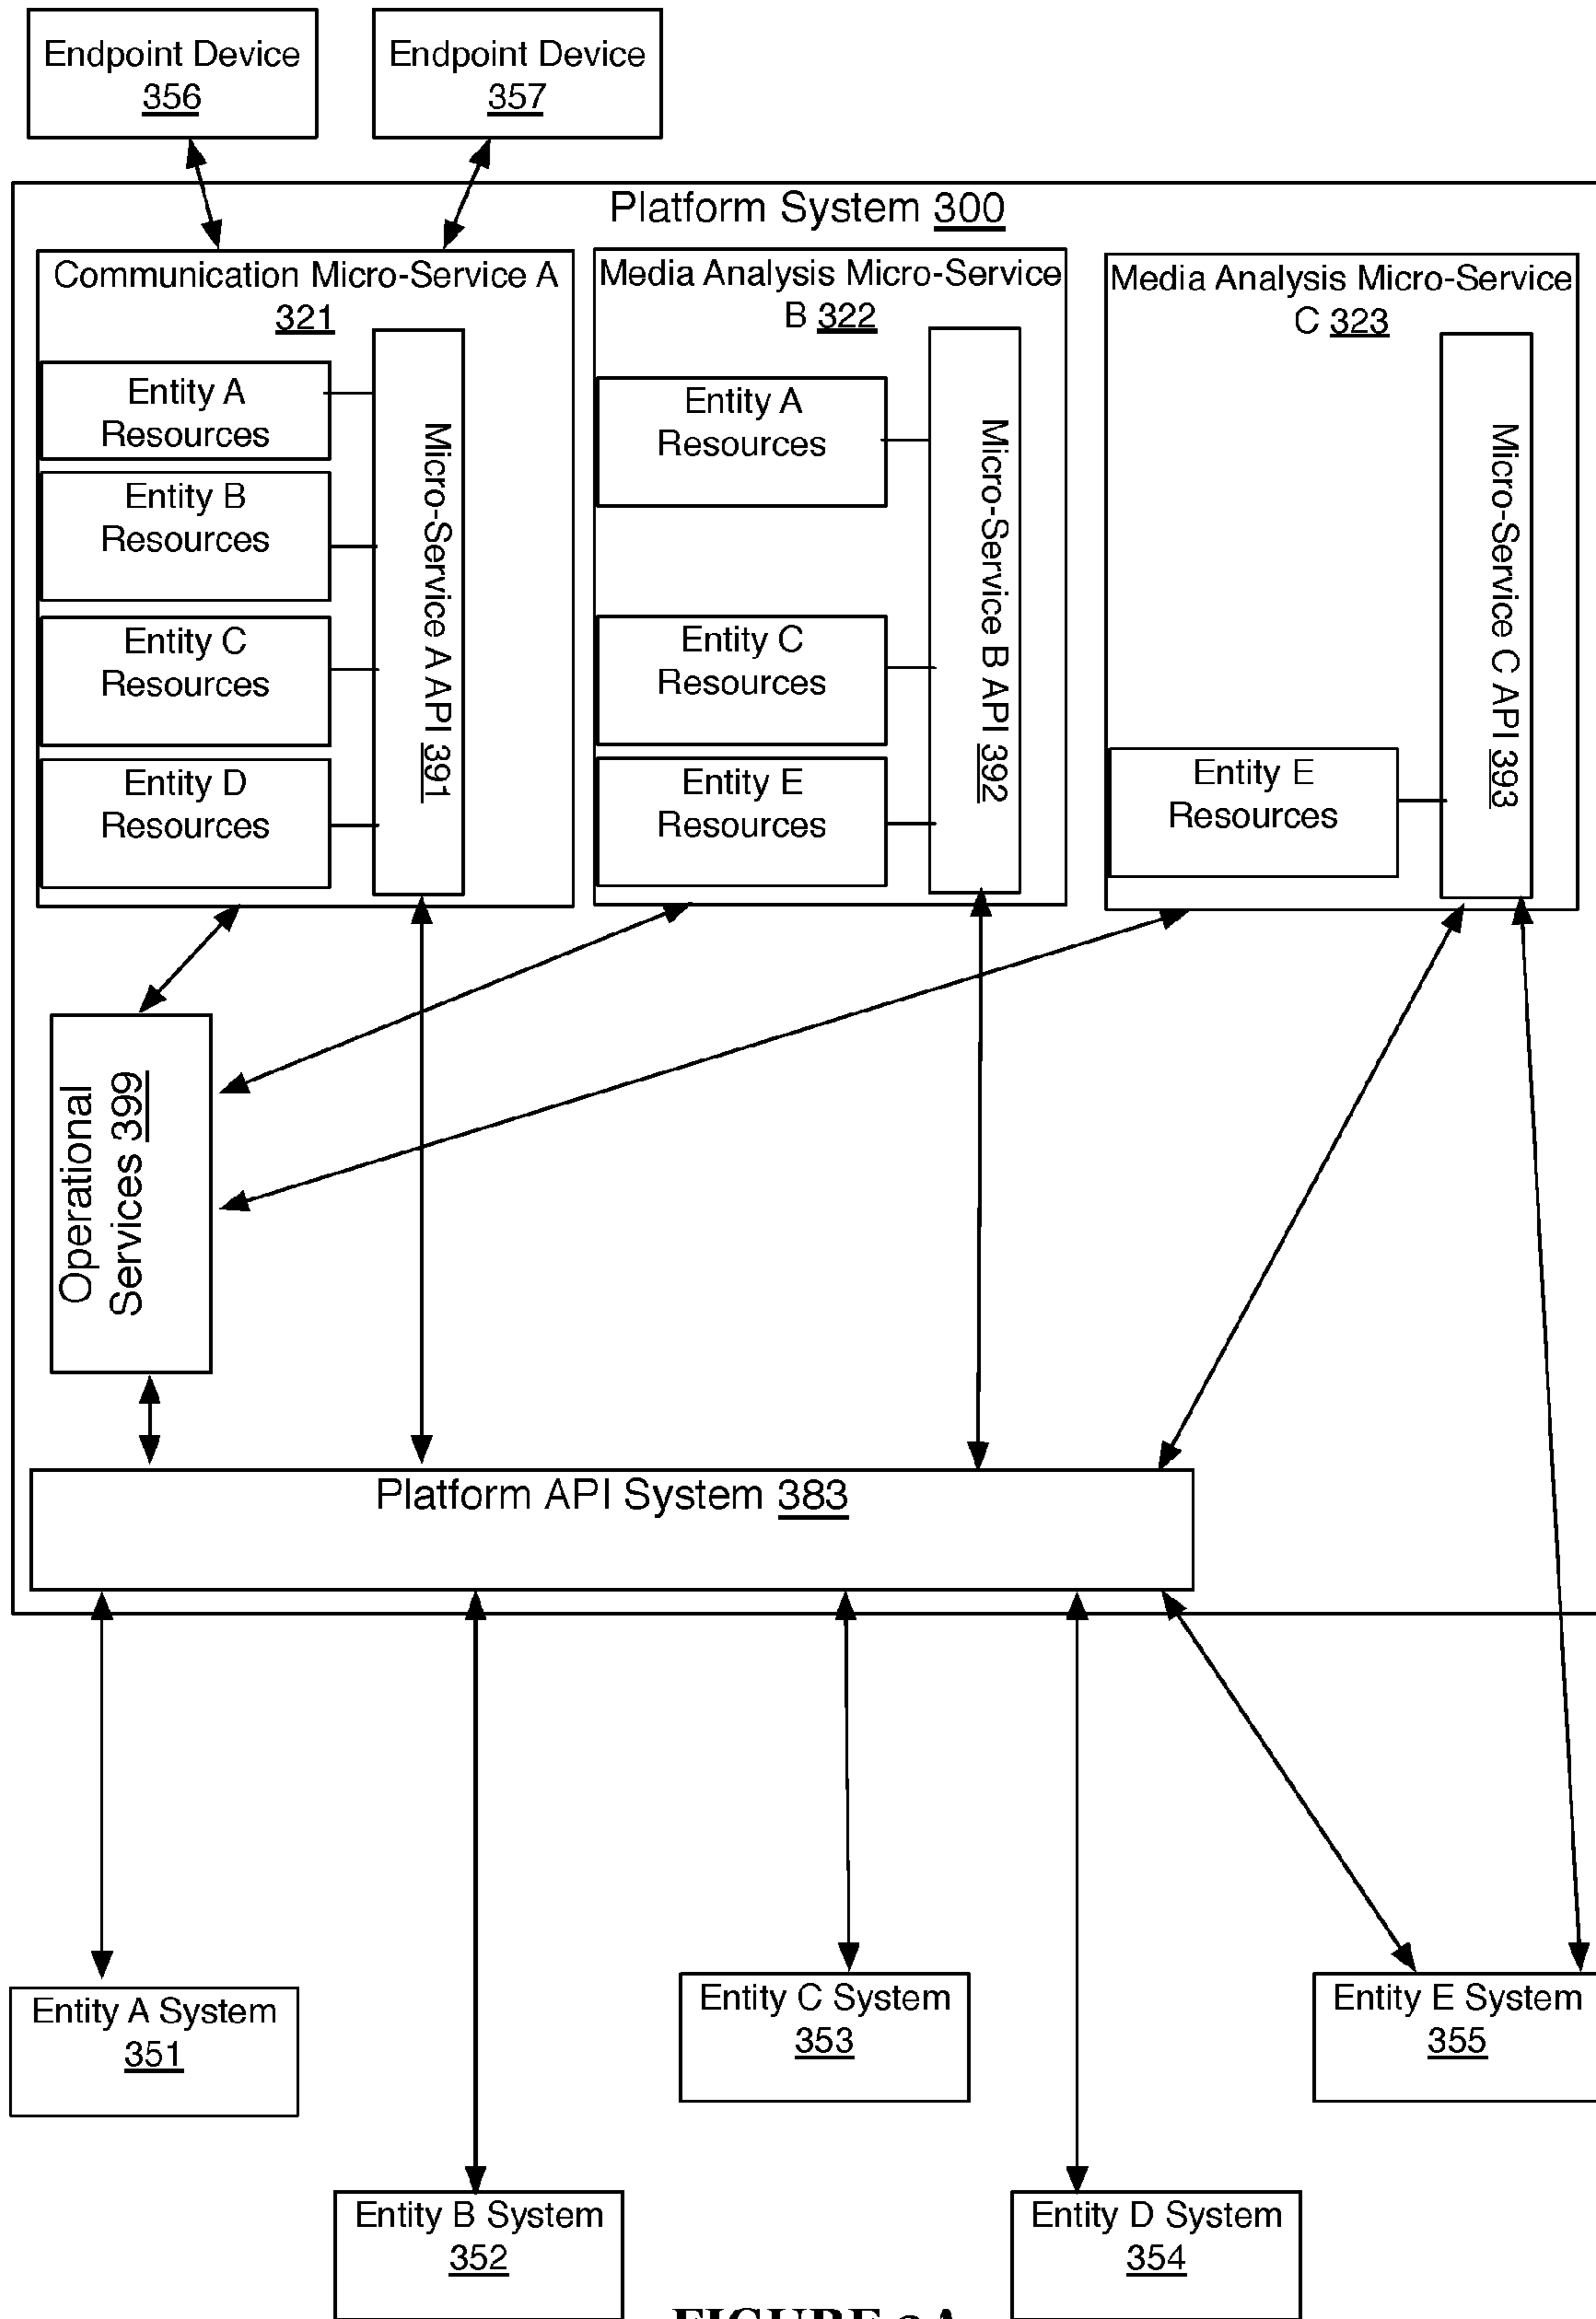 Endpoint Device
356
Endpoint Device
357
Platform System 300
Communication Micro-Service A
321
Entity A
Resources
Entity B
Resources
Entity C
Resources
Entity D
Resources
Micro-Service A API 391
Media Analysis Micro-Service
B 322
Entity A
Resources
Entity C
Resources
Entity E
Resources
Micro-Service B API 392
Media Analysis Micro-Service
C 323
Entity E
Resources
Micro-Service C API 393
Operational
Services 399
Platform API System 383
Entity A System
351
Entity C System
353
Entity E System
355
Entity B System
352
Entity D System
354
FIGURE 3A